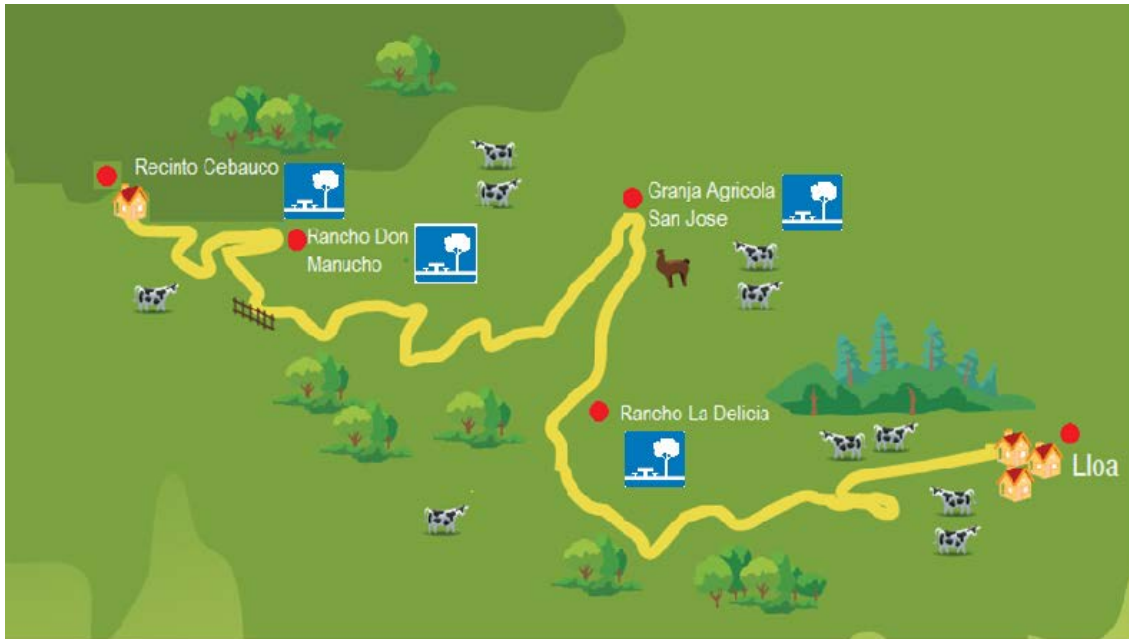 Recinto Cebauco
Rancho Don
Manucho
Granja Agricola
San Jose
Rancho La Delicia
Lloa